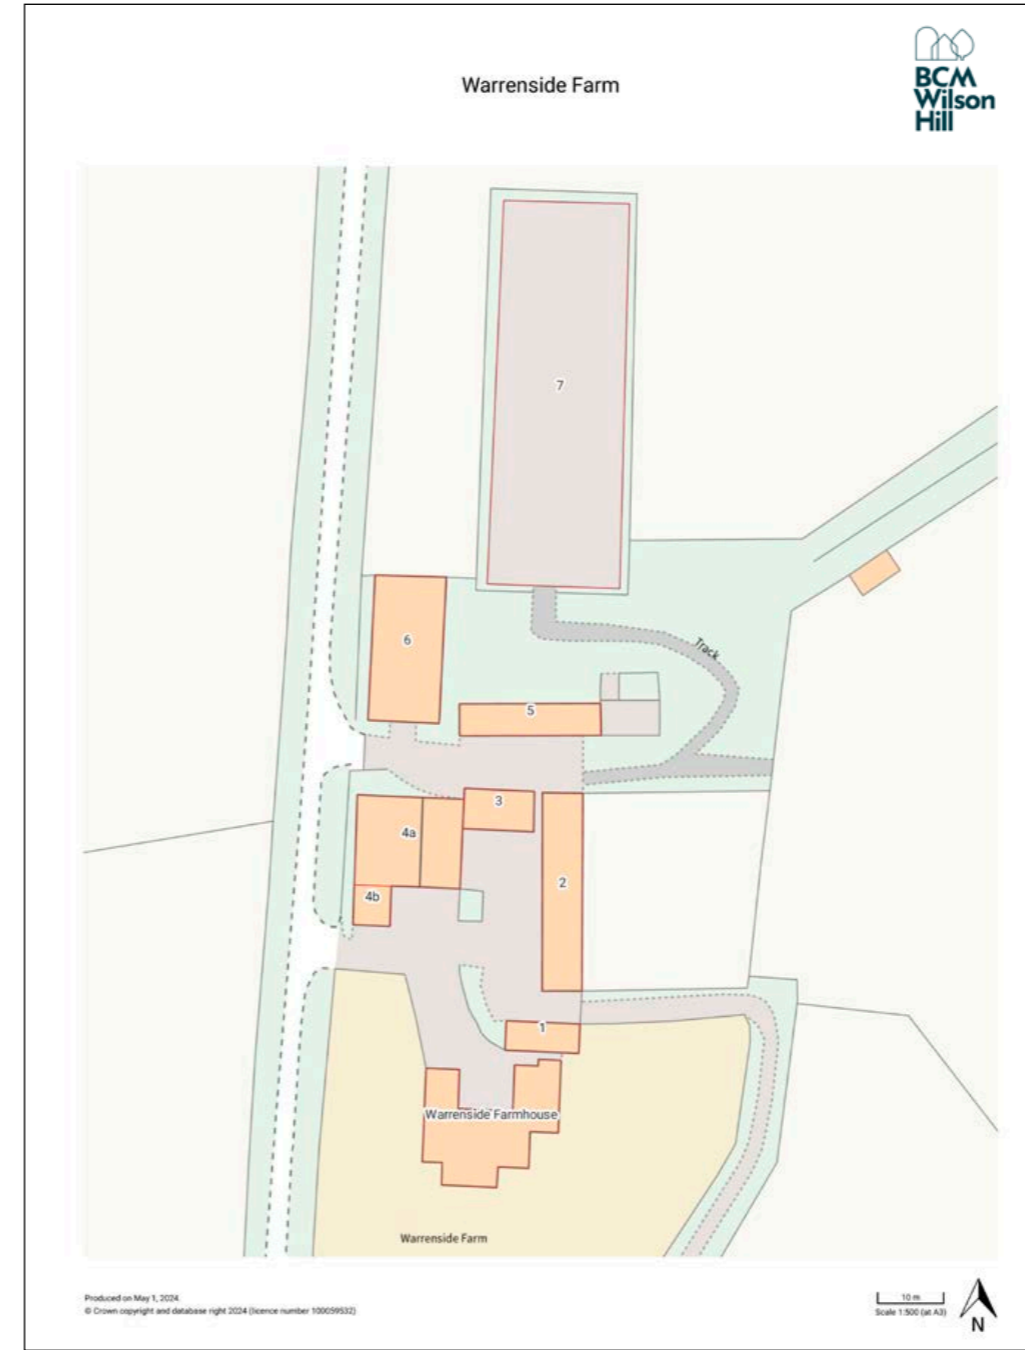 Warrenside Farm
BCM
Wilson
Hill
7
6
Track
5
3
4a
2
4b
1
Warrenside Farmhouse
Warrenside Farm
Produced on May 1, 2024.
© Crown copyright and database right 2024 (licence number 100059532)
10 m
Scale 1:500 (at A3)
N